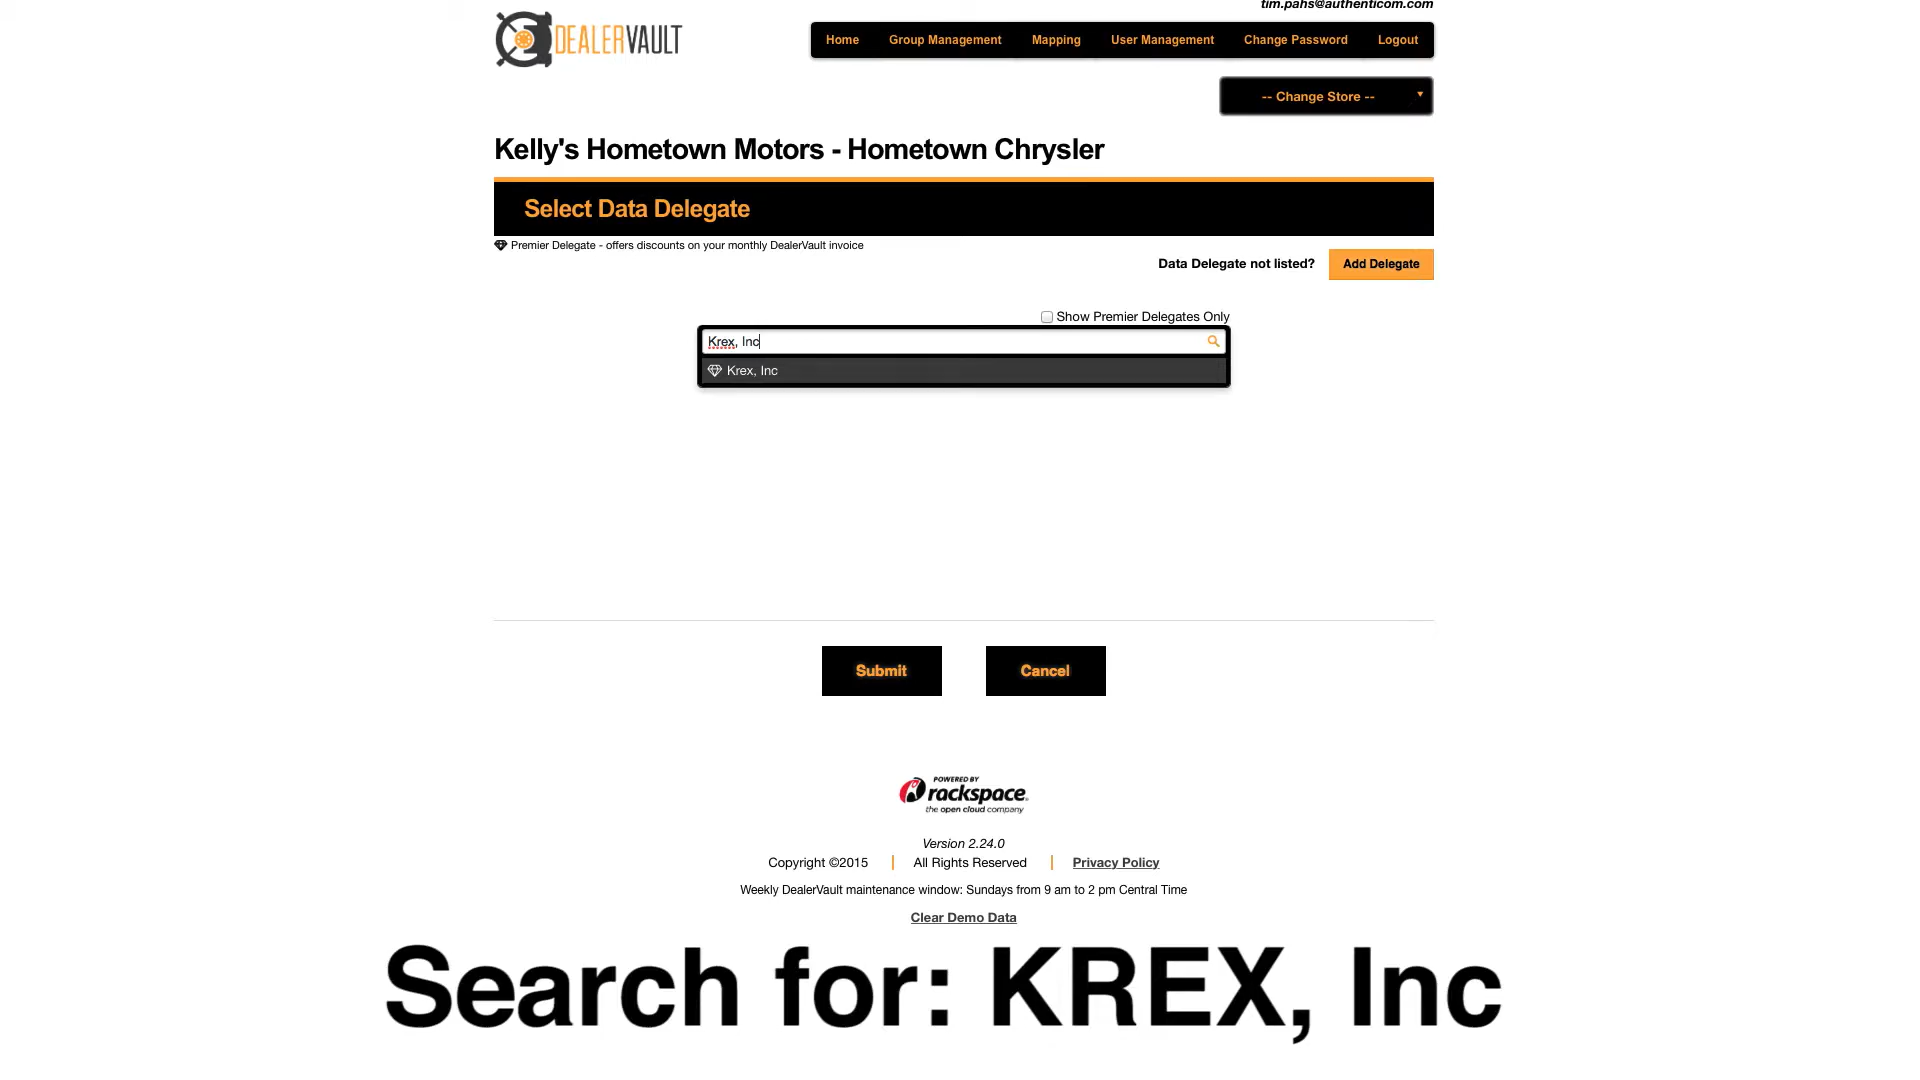 tim.pahs@authenticom.com
DEALERVAULT
Home Group Management Mapping User Management Change Password Logout
-- Change Store --
Kelly's Hometown Motors - Hometown Chrysler
Select Data Delegate
Premier Delegate - offers discounts on your monthly DealerVault invoice
Data Delegate not listed? Add Delegate
Show Premier Delegates Only
Krex, Inc
Krex, Inc
Submit Cancel
POWERED BY
rackspace
the open cloud company
Version 2.24.0
Copyright ©2015 All Rights Reserved Privacy Policy
Weekly DealerVault maintenance window: Sundays from 9 am to 2 pm Central Time
Clear Demo Data
Search for: KREX, Inc